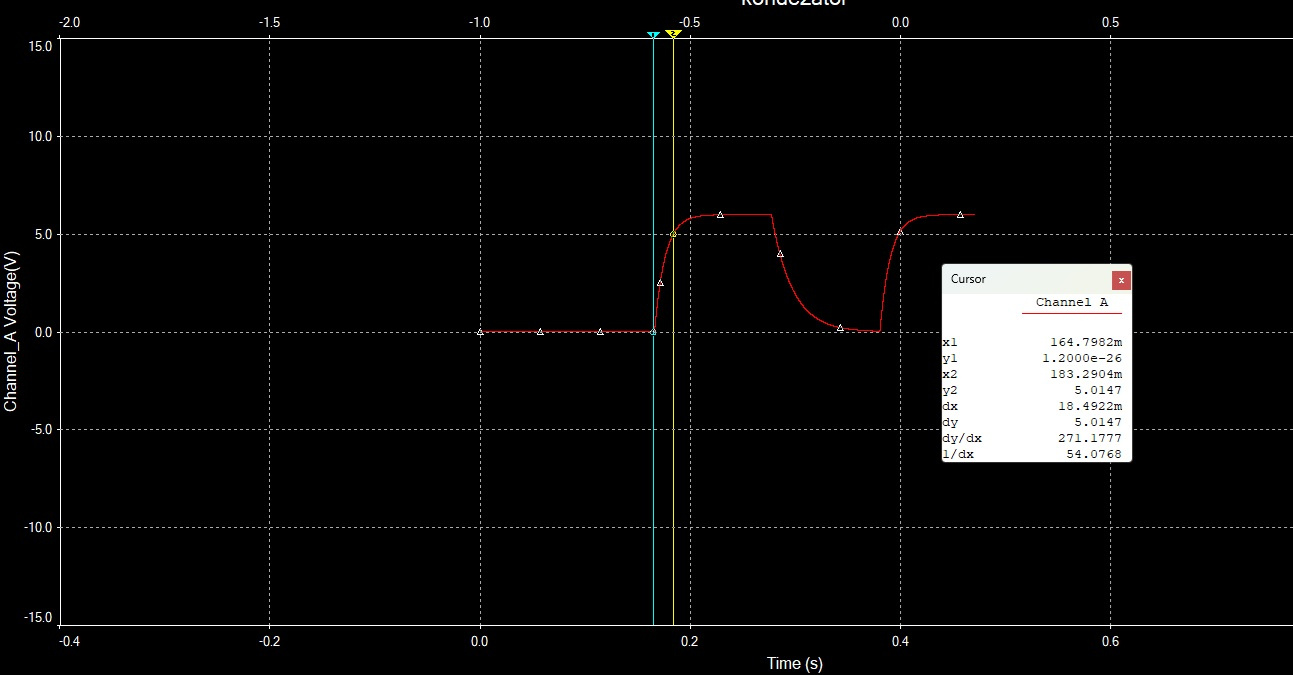 kondezátor
-2.0 -1.5 -1.0 -0.5 0.0 0.5
1 2
15.0
10.0
5.0
0.0
-5.0
-10.0
-15.0
Channel_A Voltage(V)
-0.4 -0.2 0.0 0.2 0.4 0.6
Time (s)
Cursor x
Channel A
x1 164.7982m
y1 1.2000e-26
x2 183.2904m
y2 5.0147
dx 18.4922m
dy 5.0147
dy/dx 271.1777
1/dx 54.0768